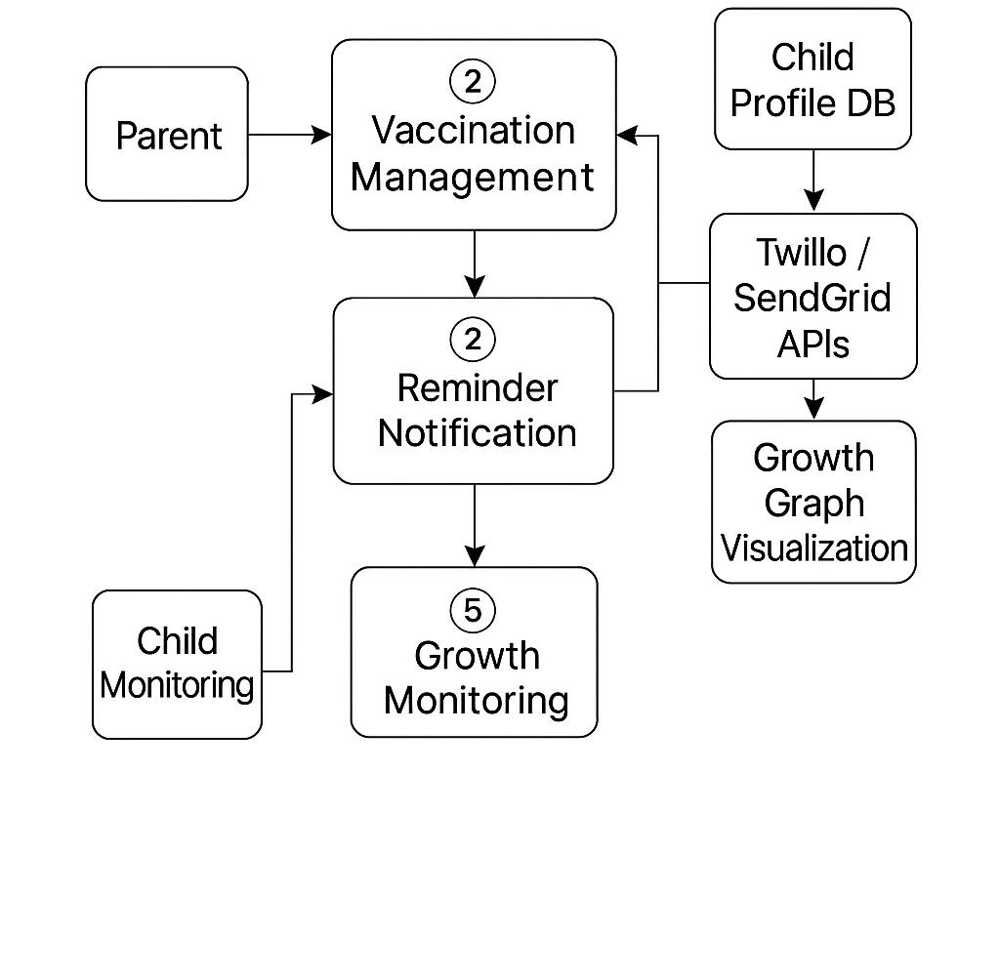 Parent
2
Vaccination
Management
Child
Profile DB
Twillo /
SendGrid
APIs
2
Reminder
Notification
Growth
Graph
Visualization
Child
Monitoring
5
Growth
Monitoring